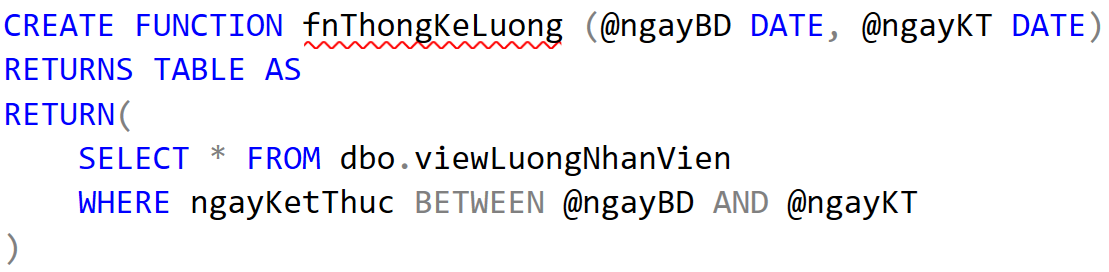 CREATE FUNCTION fnThongKeLuong (@ngayBD DATE, @ngayKT DATE)
RETURNS TABLE AS
RETURN(
    SELECT * FROM dbo.viewLuongNhanVien
    WHERE ngayKetThuc BETWEEN @ngayBD AND @ngayKT
)